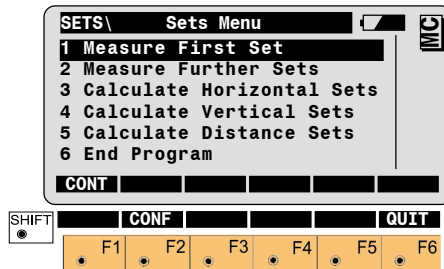 SETS\ Sets Menu MC
1 Measure First Set
2 Measure Further Sets
3 Calculate Horizontal Sets
4 Calculate Vertical Sets
5 Calculate Distance Sets
6 End Program
CONT
SHIFT CONF QUIT
F1 F2 F3 F4 F5 F6